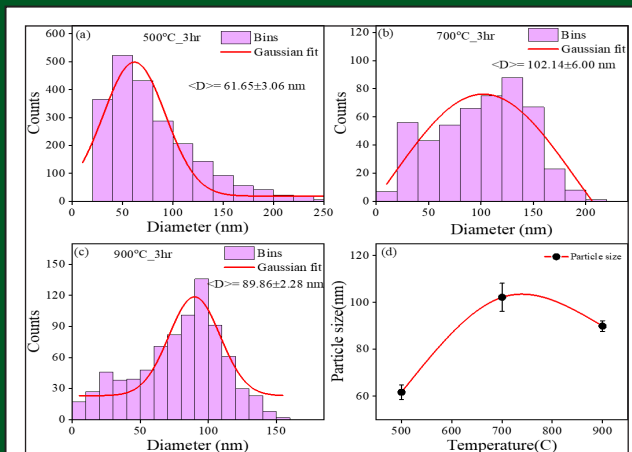 (a)
500°C_3hr
Bins
Gaussian fit
<D>= 61.65±3.06 nm
Counts
600
500
400
300
200
100
0
0 50 100 150 200 250
Diameter (nm)
(b)
700°C_3hr
Bins
Gaussian fit
<D>= 102.14±6.00 nm
Counts
120
100
80
60
40
20
0
0 50 100 150 200
Diameter (nm)
(c)
900°C_3hr
Bins
Gaussian fit
<D>= 89.86±2.28 nm
Counts
150
120
90
60
30
0
0 50 100 150
Diameter (nm)
(d)
Particle size
Particle size(nm)
120
100
80
60
500 600 700 800 900
Temperature(C)